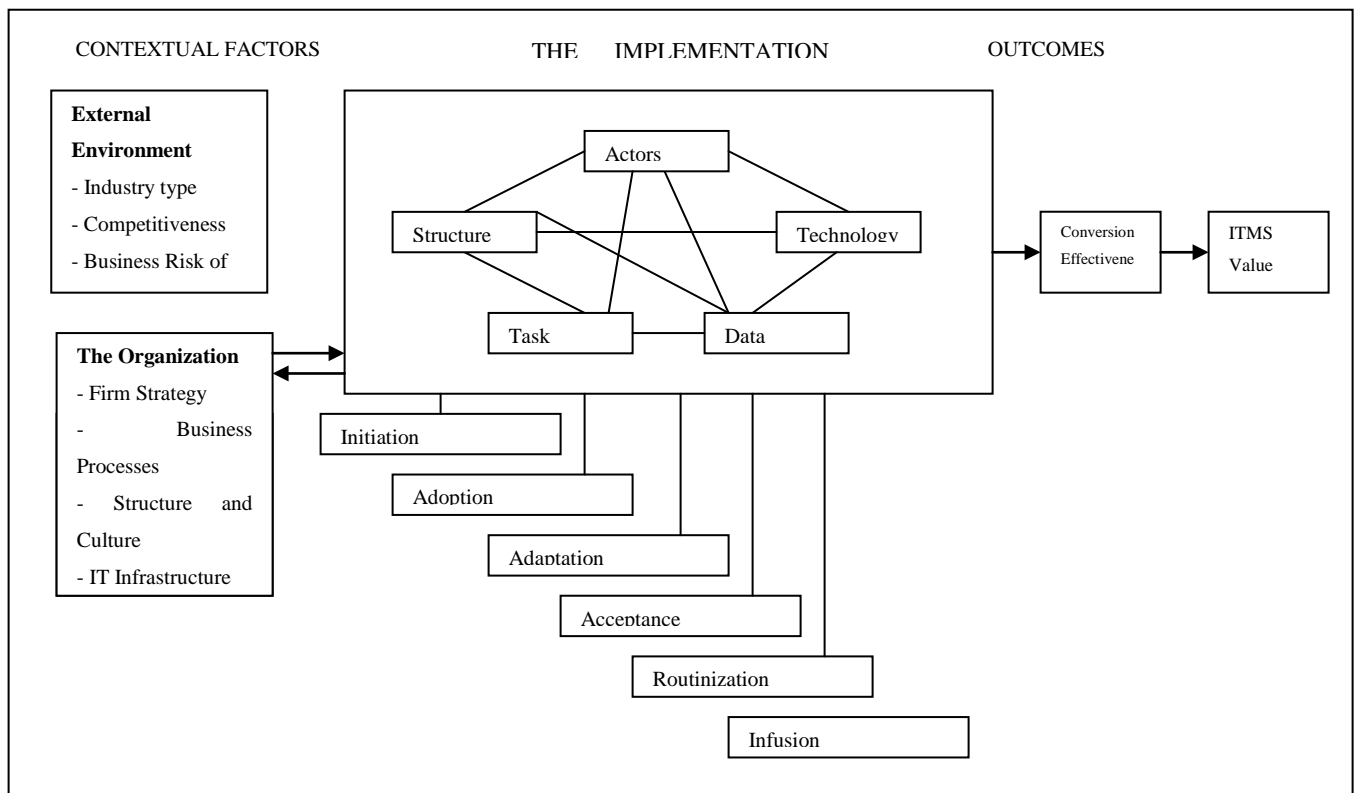 CONTEXTUAL FACTORS
THE IMPLEMENTATION
OUTCOMES
External
Environment
- Industry type
- Competitiveness
- Business Risk of
The Organization
- Firm Strategy
- Business
Processes
- Structure and
Culture
- IT Infrastructure
Actors
Structure
Technology
Task
Data
Conversion
Effectivene
ITMS
Value
Initiation
Adoption
Adaptation
Acceptance
Routinization
Infusion